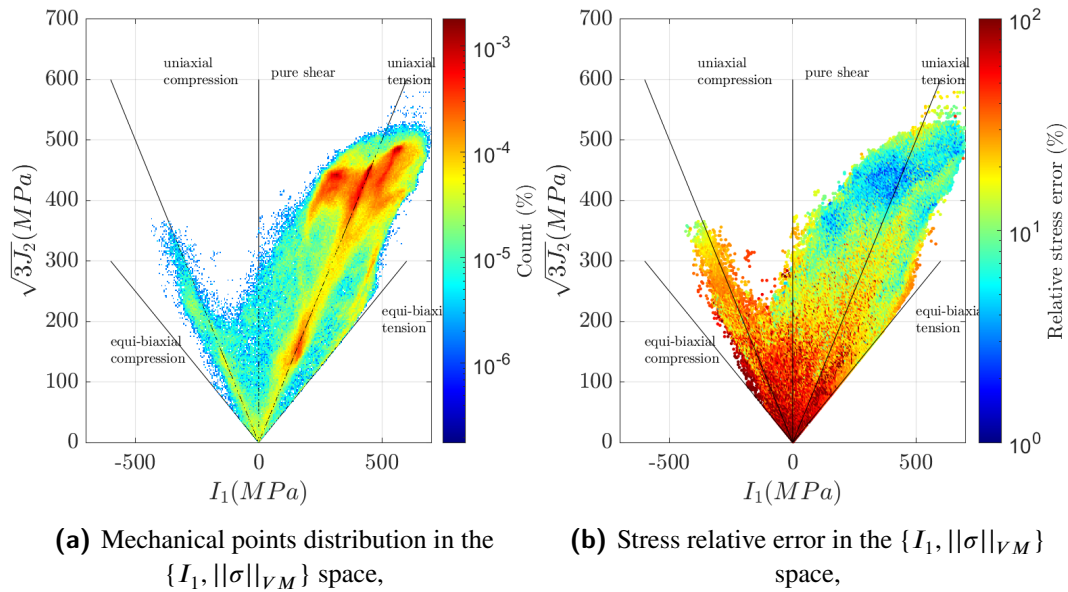 700
600
500
400
300
200
100
0
√3J₂(MPa)
-500
0
500
I₁(MPa)
uniaxial
compression
pure shear
uniaxial
tension
equi-biaxial
compression
equi-biaxial
tension
10⁻³
10⁻⁴
10⁻⁵
10⁻⁶
Count (%)
(a) Mechanical points distribution in the
{I₁, ||σ||_VM} space,
700
600
500
400
300
200
100
0
√3J₂(MPa)
-500
0
500
I₁(MPa)
uniaxial
compression
pure shear
uniaxial
tension
equi-biaxial
compression
equi-biaxial
tension
10²
10¹
10⁰
Relative stress error (%)
(b) Stress relative error in the {I₁, ||σ||_VM}
space,